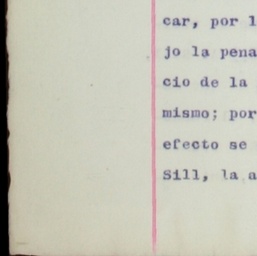 car, por l
jo la pena
cio de la
mismo; por
efecto se
Sill, la a